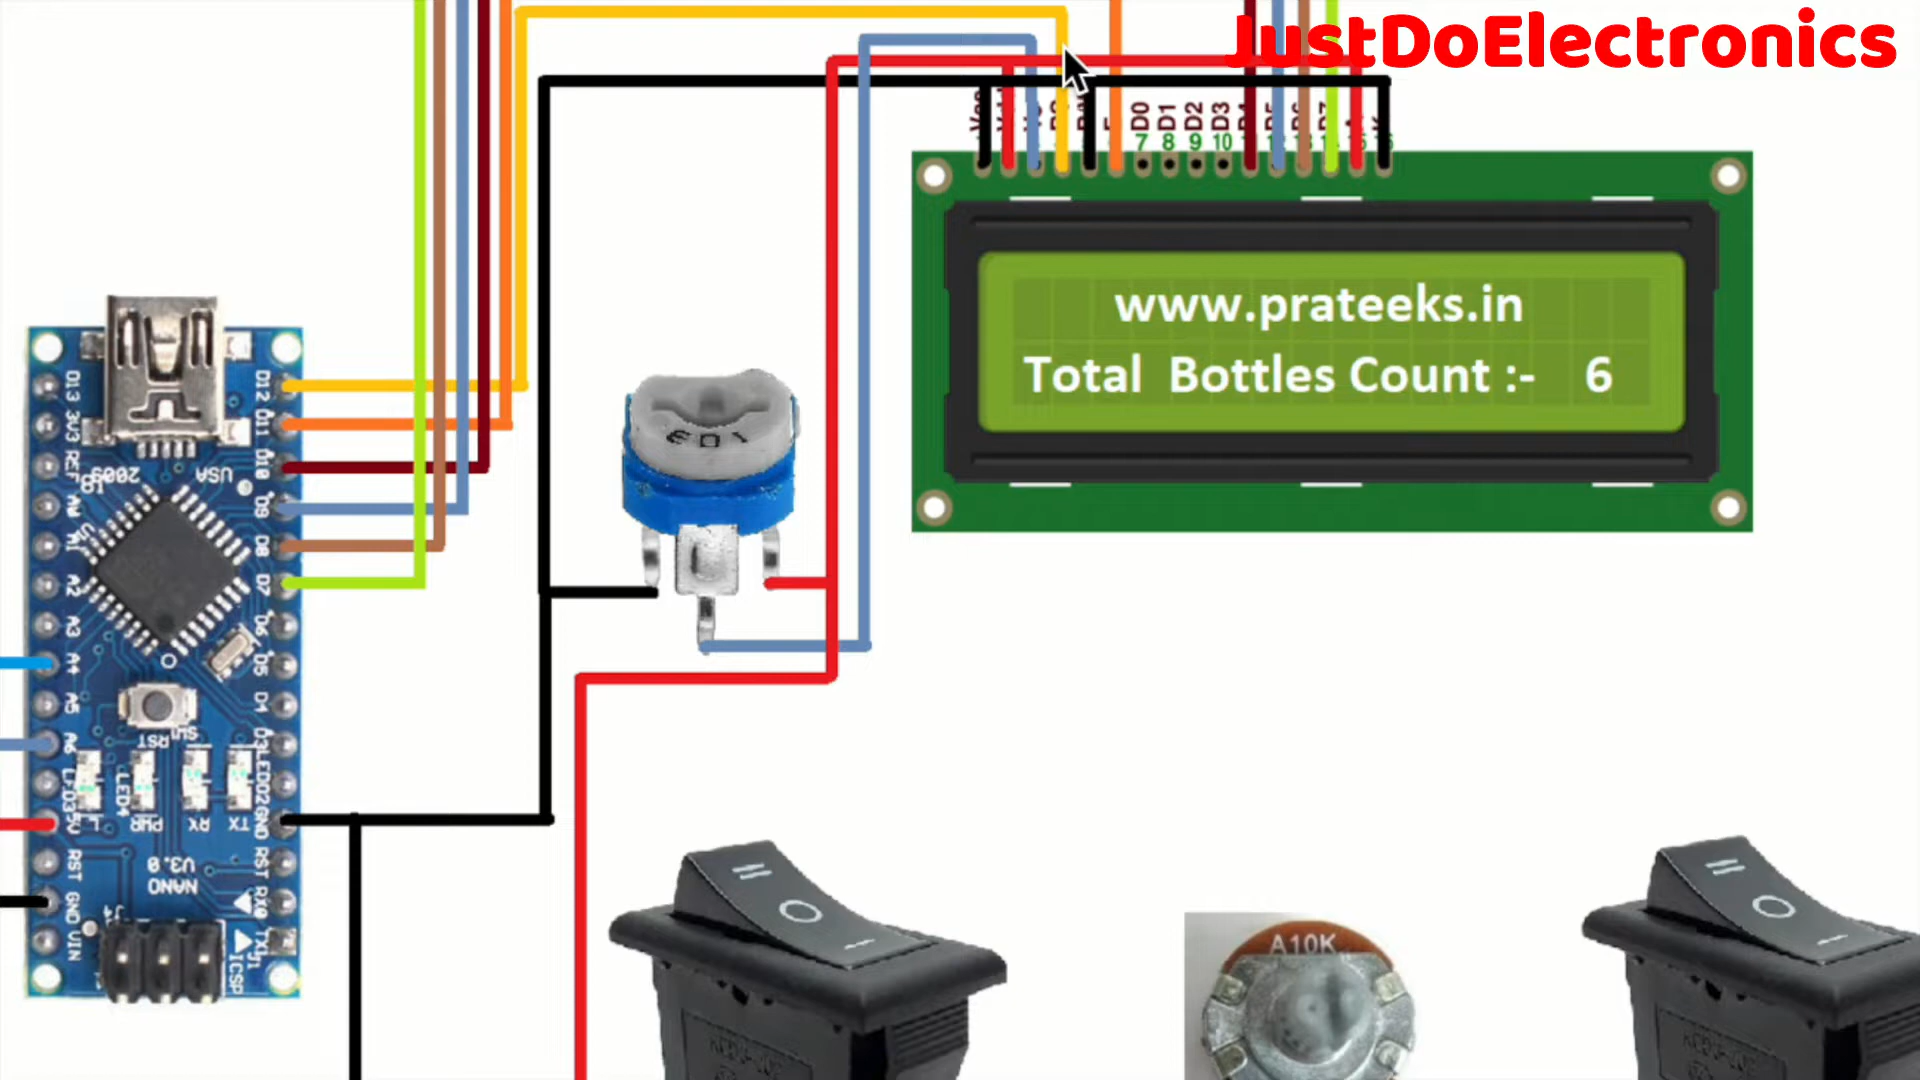 JustDoElectronics
D0 D1 D2 D3
7 8 9 10
www.prateeks.in
Total Bottles Count :- 6
103
D13
3V3
REF
A0
A1
A2
A3
A4
A5
A6
5V
RST
GND
VIN
D12
D11
D10
D9
D8
D7
D6
D5
D4
D3
GND
RST
RX0
TX1
2009
USA
RST
LED4
L
PWR
RX
TX
V3.0
NANO
ICSP
A10K